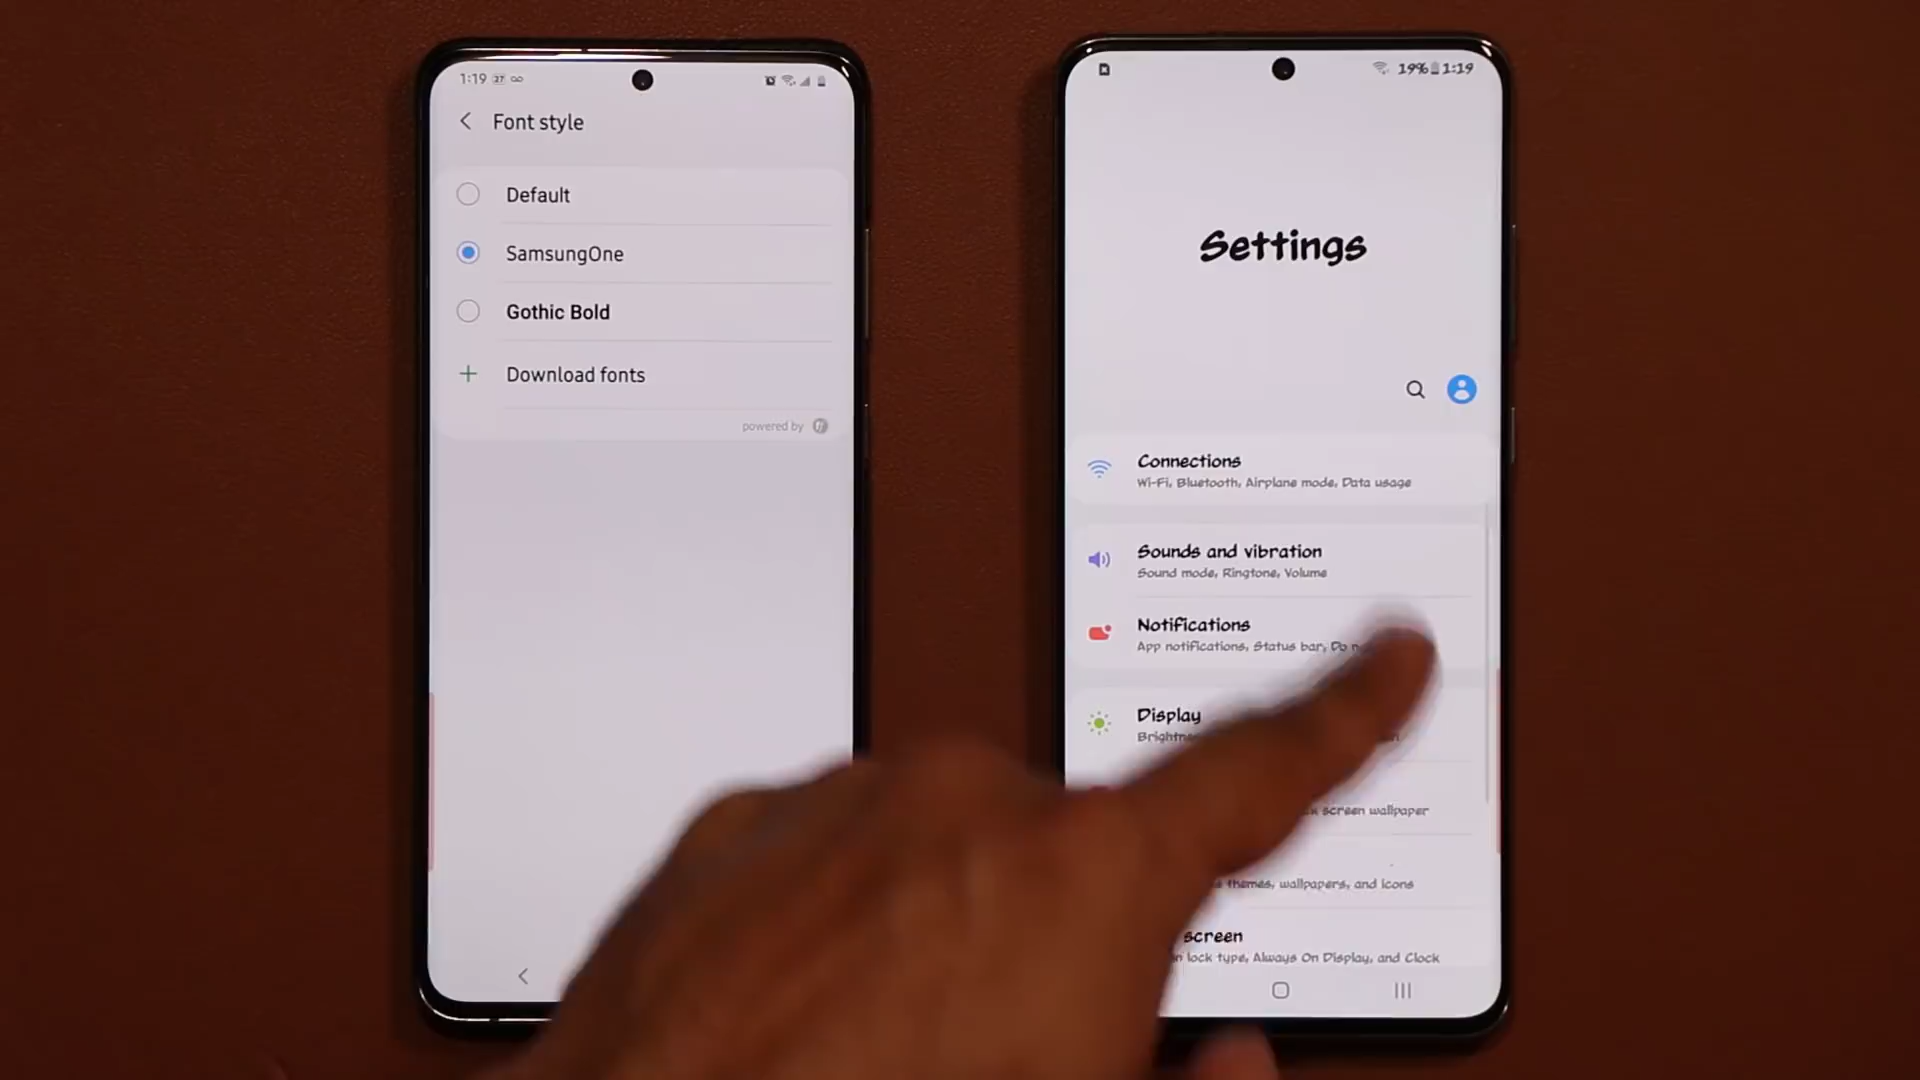 1:19 27
Font style
Default
SamsungOne
Gothic Bold
Download fonts
powered by
19% 1:19
Settings
Connections
Wi-Fi, Bluetooth, Airplane mode, Data usage
Sounds and vibration
Sound mode, Ringtone, Volume
Notifications
App notifications, Status bar, Do
Display
screen wallpaper
themes, wallpapers, and icons
screen
lock type, Always On Display, and Clock